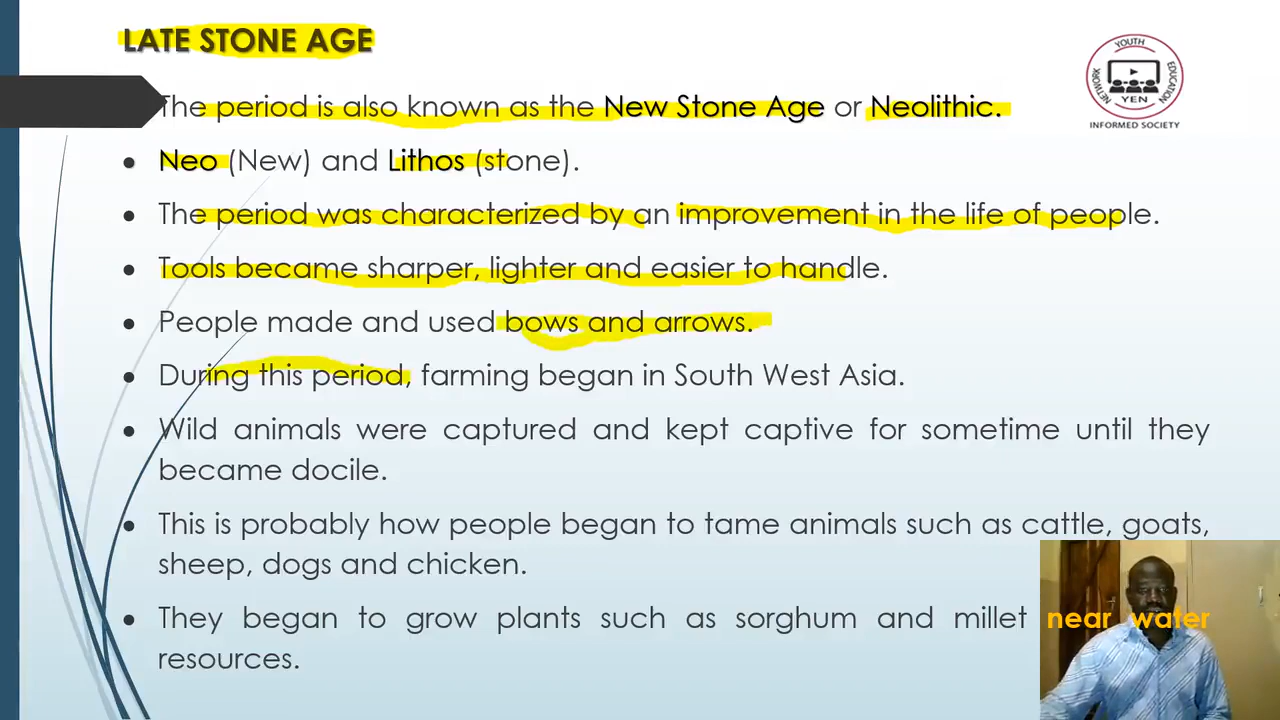 LATE STONE AGE
The period is also known as the New Stone Age or Neolithic.
• Neo (New) and Lithos (stone).
• The period was characterized by an improvement in the life of people.
• Tools became sharper, lighter and easier to handle.
• People made and used bows and arrows.
• During this period, farming began in South West Asia.
• Wild animals were captured and kept captive for sometime until they
became docile.
• This is probably how people began to tame animals such as cattle, goats,
sheep, dogs and chicken.
• They began to grow plants such as sorghum and millet near water
resources.
YOUTH
EDUCATION
NETWORK
YEN
INFORMED SOCIETY